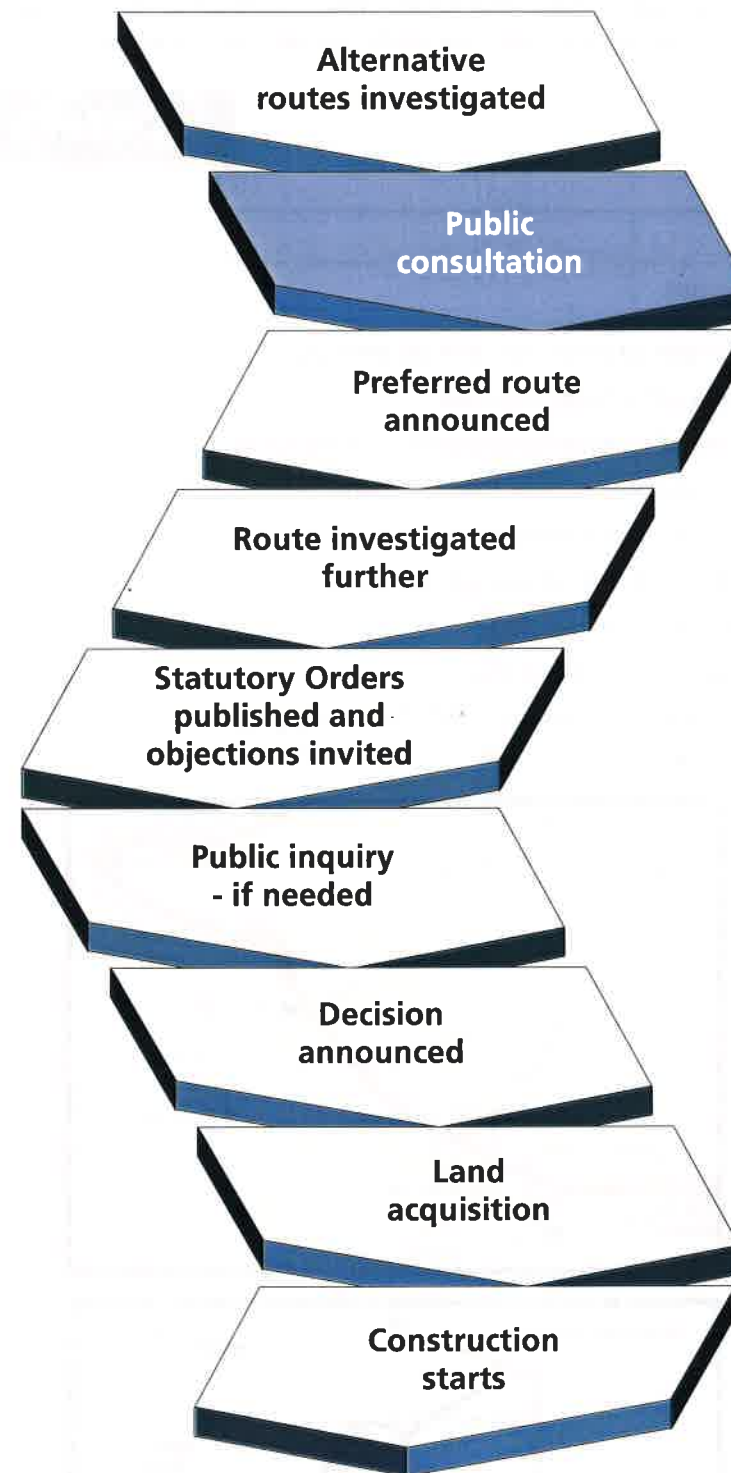 Alternative
routes investigated
Public
consultation
Preferred route
announced
Route investigated
further
Statutory Orders
published and
objections invited
Public inquiry
- if needed
Decision
announced
Land
acquisition
Construction
starts